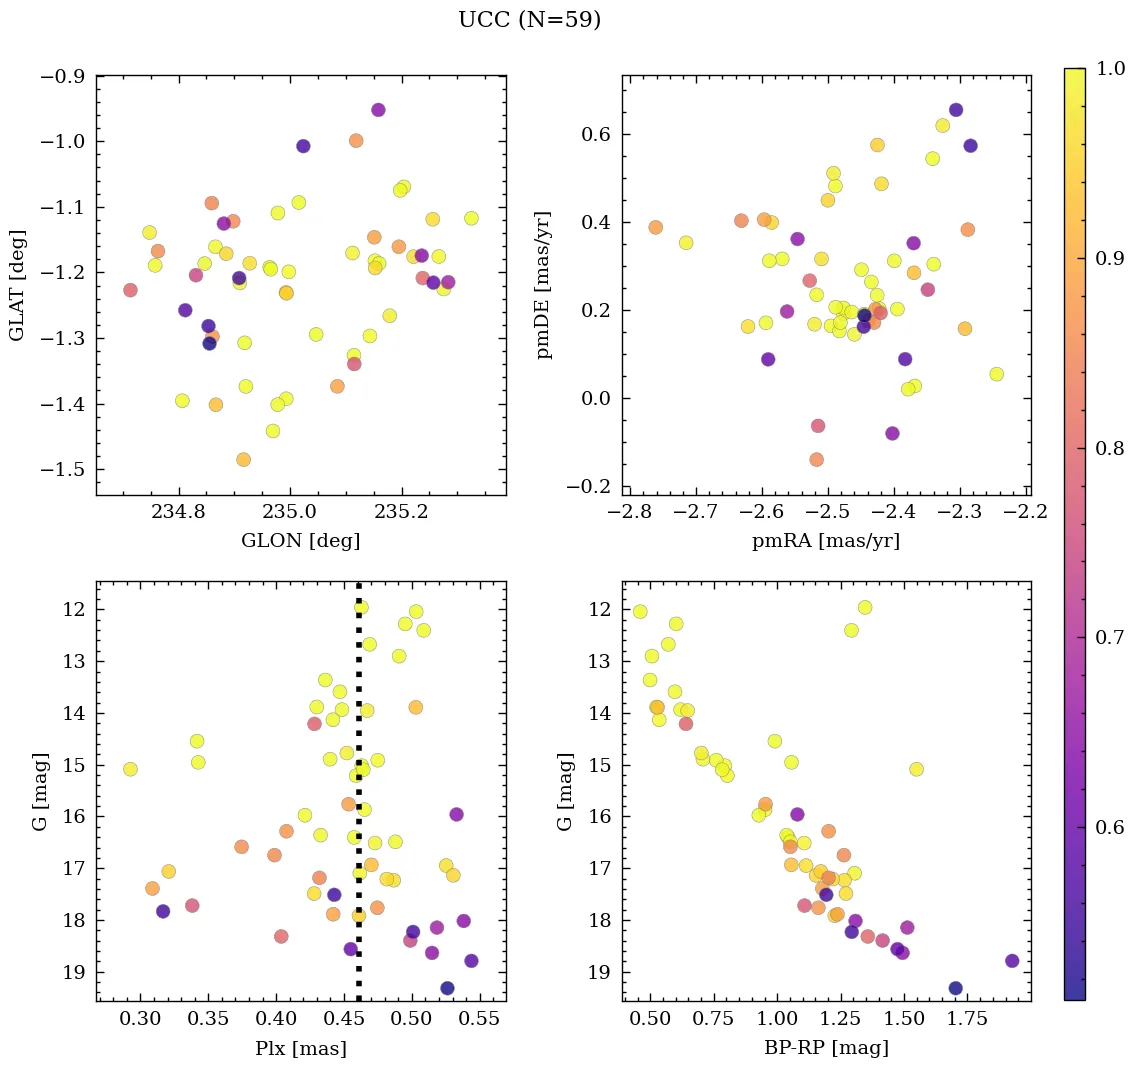 UCC (N=59)
−0.9
−1.0
−1.1
−1.2
−1.3
−1.4
−1.5
GLAT [deg]
234.8 235.0 235.2
GLON [deg]
0.6
0.4
0.2
0.0
−0.2
pmDE [mas/yr]
−2.8 −2.7 −2.6 −2.5 −2.4 −2.3 −2.2
pmRA [mas/yr]
12
13
14
15
16
17
18
19
G [mag]
0.30 0.35 0.40 0.45 0.50 0.55
Plx [mas]
12
13
14
15
16
17
18
19
G [mag]
0.50 0.75 1.00 1.25 1.50 1.75
BP-RP [mag]
1.0
0.9
0.8
0.7
0.6